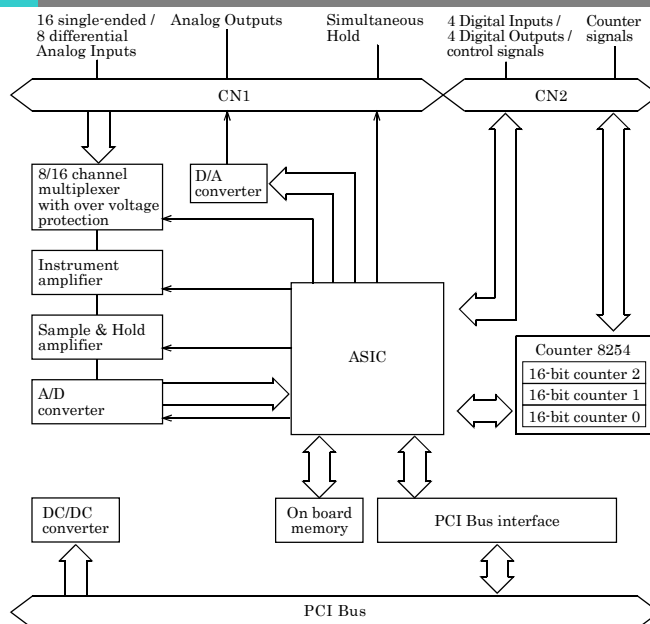 16 single-ended /
8 differential
Analog Inputs
Analog Outputs
Simultaneous
Hold
4 Digital Inputs /
4 Digital Outputs /
control signals
Counter
signals
CN1
CN2
8/16 channel
multiplexer
with over voltage
protection
D/A
converter
Instrument
amplifier
Sample & Hold
amplifier
A/D
converter
ASIC
Counter 8254
16-bit counter 2
16-bit counter 1
16-bit counter 0
DC/DC
converter
On board
memory
PCI Bus interface
PCI Bus